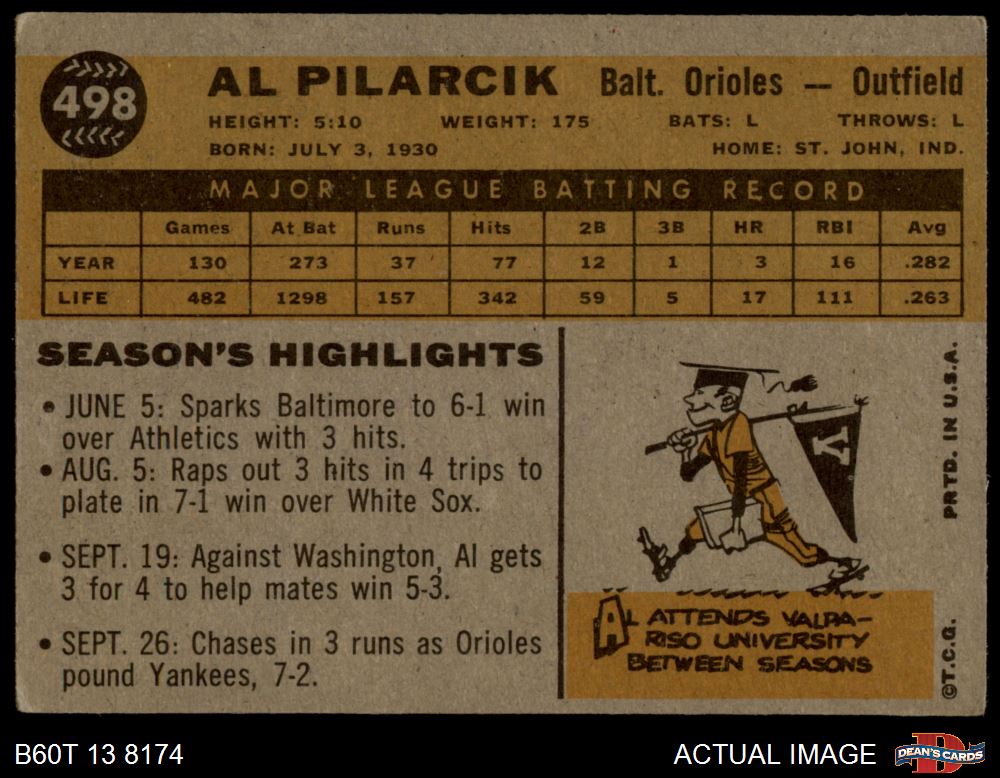 498
AL PILARCIK Balt. Orioles — Outfield
HEIGHT: 5:10 WEIGHT: 175 BATS: L THROWS: L
BORN: JULY 3, 1930 HOME: ST. JOHN, IND.
MAJOR LEAGUE BATTING RECORD
Games At Bat Runs Hits 2B 3B HR RBI Avg
YEAR 130 273 37 77 12 1 3 16 .282
LIFE 482 1298 157 342 59 5 17 111 .263
SEASON'S HIGHLIGHTS
• JUNE 5: Sparks Baltimore to 6-1 win
over Athletics with 3 hits.
• AUG. 5: Raps out 3 hits in 4 trips to
plate in 7-1 win over White Sox.
• SEPT. 19: Against Washington, Al gets
3 for 4 to help mates win 5-3.
• SEPT. 26: Chases in 3 runs as Orioles
pound Yankees, 7-2.
A
AL ATTENDS VALPA-
RISO UNIVERSITY
BETWEEN SEASONS
©T.C.G. PRTD. IN U.S.A.
B60T 13 8174 ACTUAL IMAGE DEAN'S CARDS